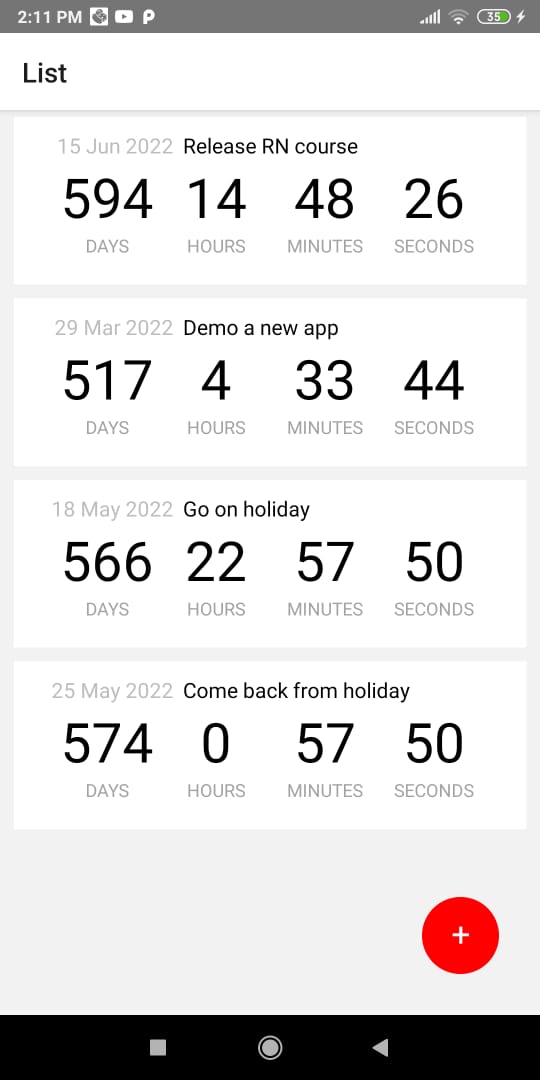 2:11 PM 35
List
15 Jun 2022 Release RN course
594 14 48 26
DAYS HOURS MINUTES SECONDS
29 Mar 2022 Demo a new app
517 4 33 44
DAYS HOURS MINUTES SECONDS
18 May 2022 Go on holiday
566 22 57 50
DAYS HOURS MINUTES SECONDS
25 May 2022 Come back from holiday
574 0 57 50
DAYS HOURS MINUTES SECONDS
+